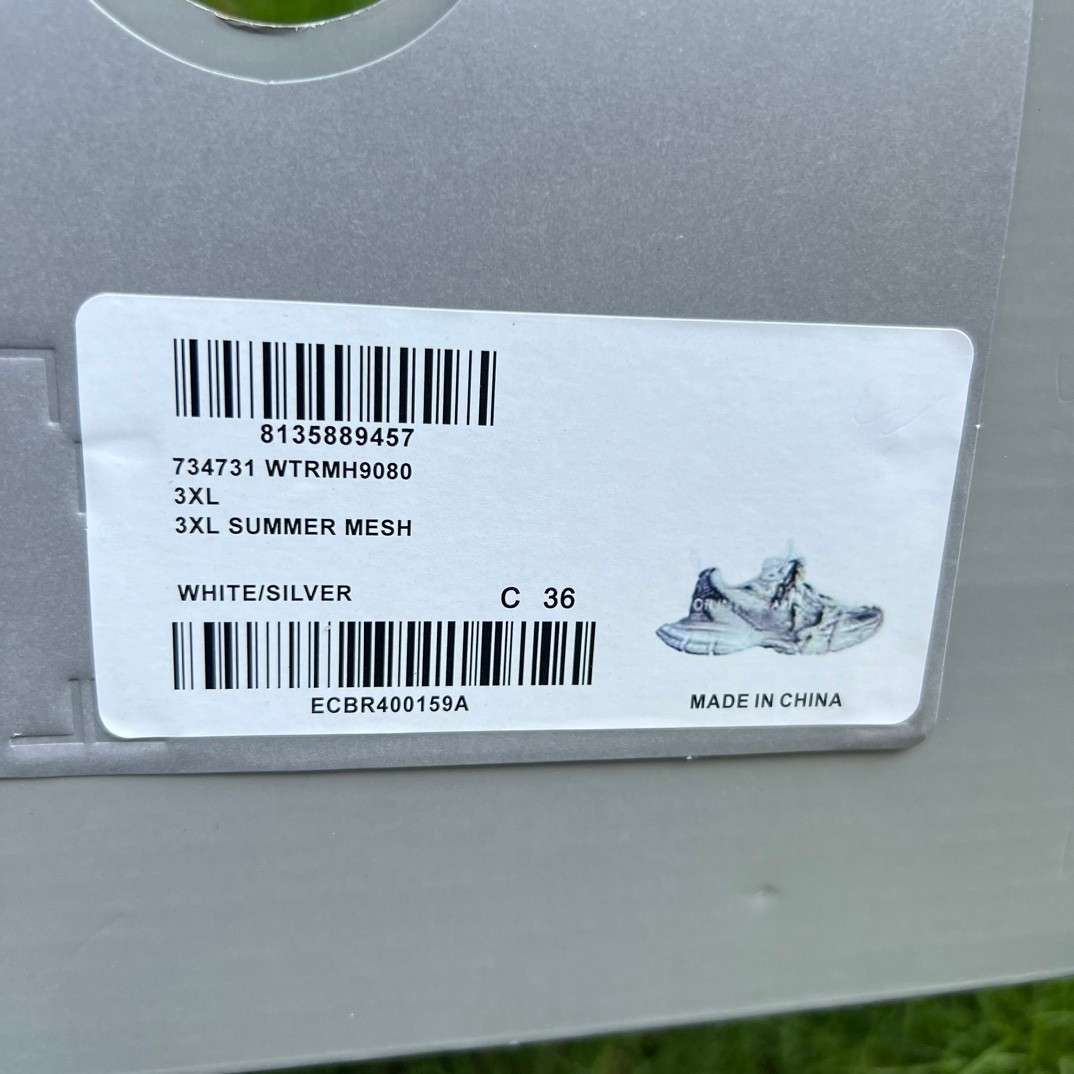 8135889457
734731 WTRMH9080
3XL
3XL SUMMER MESH
WHITE/SILVER
C 36
ECBR400159A
MADE IN CHINA